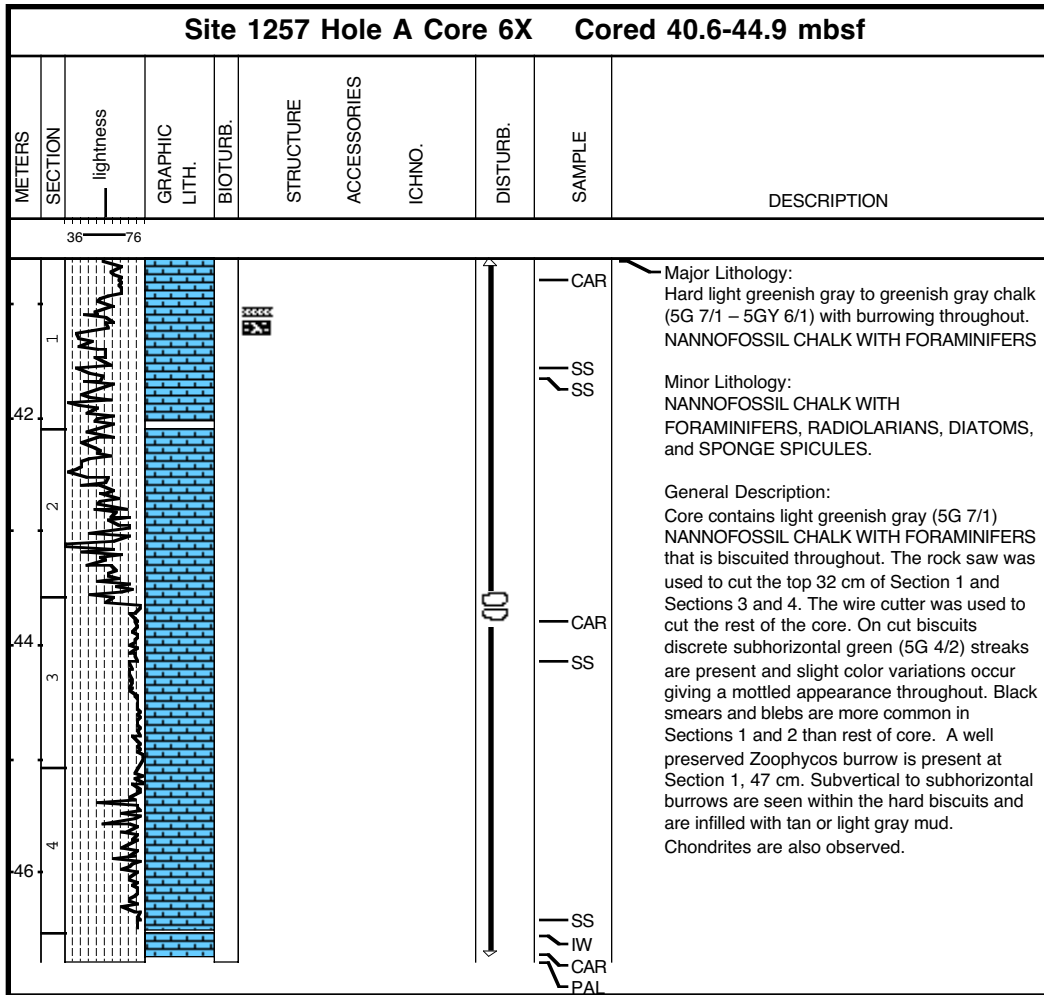 Site 1257 Hole A Core 6X Cored 40.6-44.9 mbsf
METERS
SECTION
lightness
GRAPHIC
LITH.
BIOTURB.
STRUCTURE
ACCESSORIES
ICHNO.
DISTURB.
SAMPLE
DESCRIPTION
36 76
1
2
3
4
42
44
46
CAR
SS
SS
CAR
SS
SS
IW
CAR
PAL
Major Lithology:
Hard light greenish gray to greenish gray chalk
(5G 7/1 – 5GY 6/1) with burrowing throughout.
NANNOFOSSIL CHALK WITH FORAMINIFERS
Minor Lithology:
NANNOFOSSIL CHALK WITH
FORAMINIFERS, RADIOLARIANS, DIATOMS,
and SPONGE SPICULES.
General Description:
Core contains light greenish gray (5G 7/1)
NANNOFOSSIL CHALK WITH FORAMINIFERS
that is biscuited throughout. The rock saw was
used to cut the top 32 cm of Section 1 and
Sections 3 and 4. The wire cutter was used to
cut the rest of the core. On cut biscuits
discrete subhorizontal green (5G 4/2) streaks
are present and slight color variations occur
giving a mottled appearance throughout. Black
smears and blebs are more common in
Sections 1 and 2 than rest of core. A well
preserved Zoophycos burrow is present at
Section 1, 47 cm. Subvertical to subhorizontal
burrows are seen within the hard biscuits and
are infilled with tan or light gray mud.
Chondrites are also observed.